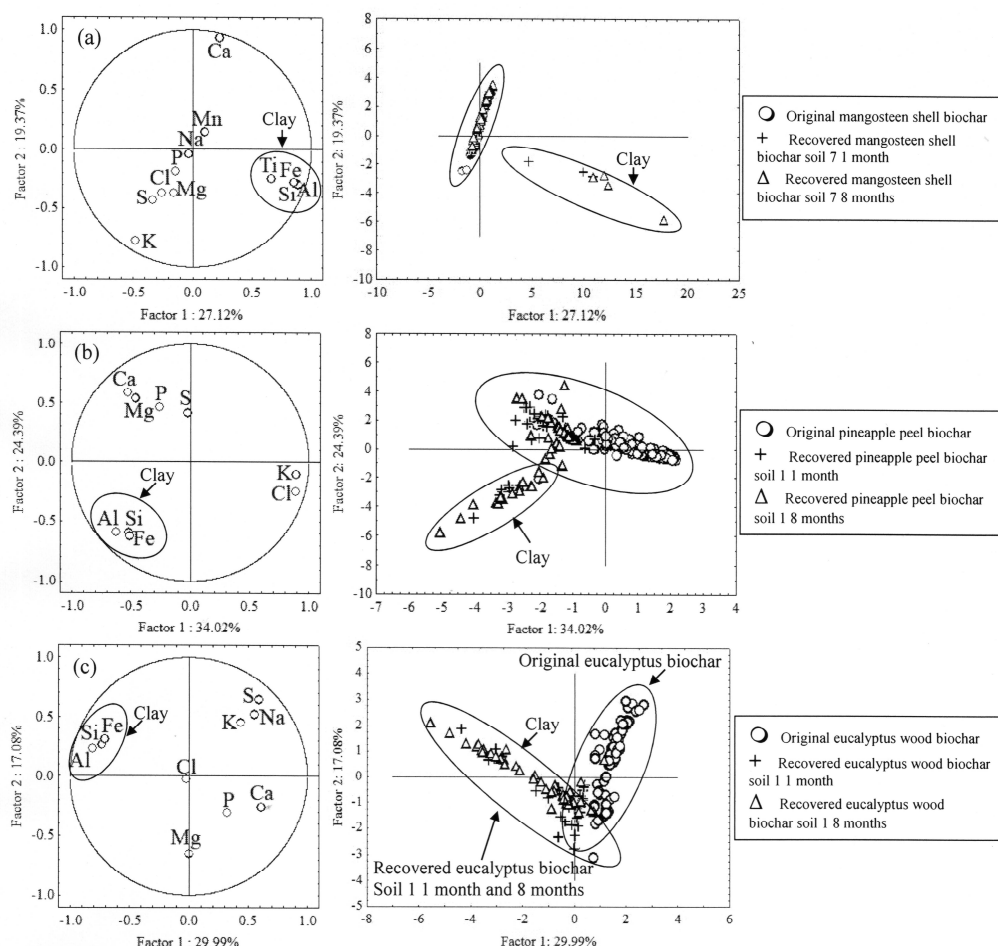 (a)
Factor 2 : 19.37%
1.0
0.5
0.0
-0.5
-1.0
Ca
Mn
Na
Clay
P
Cl
Mg
S
K
Ti
Fe
Si
Al
-1.0
-0.5
0.0
0.5
1.0
Factor 1 : 27.12%
Factor 2: 19.37%
8
6
4
2
0
-2
-4
-6
-8
-10
Clay
-10
-5
0
5
10
15
20
25
Factor 1 : 27.12%
Original mangosteen shell biochar
Recovered mangosteen shell
biochar soil 7 1 month
Recovered mangosteen shell
biochar soil 7 8 months
(b)
Factor 2 : 24.39%
1.0
0.5
0.0
-0.5
-1.0
Ca
Mg
P
S
K
Cl
Clay
Al
Si
Fe
-1.0
-0.5
0.0
0.5
1.0
Factor 1 : 34.02%
Factor 2 : 24.39%
8
6
4
2
0
-2
-4
-6
-8
-10
Clay
-7
-6
-5
-4
-3
-2
-1
0
1
2
3
4
Factor 1: 34.02%
Original pineapple peel biochar
Recovered pineapple peel biochar
soil 1 1 month
Recovered pineapple peel biochar
soil 1 8 months
(c)
Factor 2 : 17.08%
1.0
0.5
0.0
-0.5
-1.0
S
K
Na
Clay
Si
Fe
Al
Cl
P
Ca
Mg
-1.0
-0.5
0.0
0.5
1.0
Factor 1 : 29.99%
Factor 2 : 17.08%
5
4
3
2
1
0
-1
-2
-3
-4
-5
Original eucalyptus biochar
Clay
Recovered eucalyptus biochar
Soil 1 1 month and 8 months
-8
-6
-4
-2
0
2
4
6
Factor 1: 29.99%
Original eucalyptus wood biochar
Recovered eucalyptus wood biochar
soil 1 1 month
Recovered eucalyptus wood
biochar soil 1 8 months